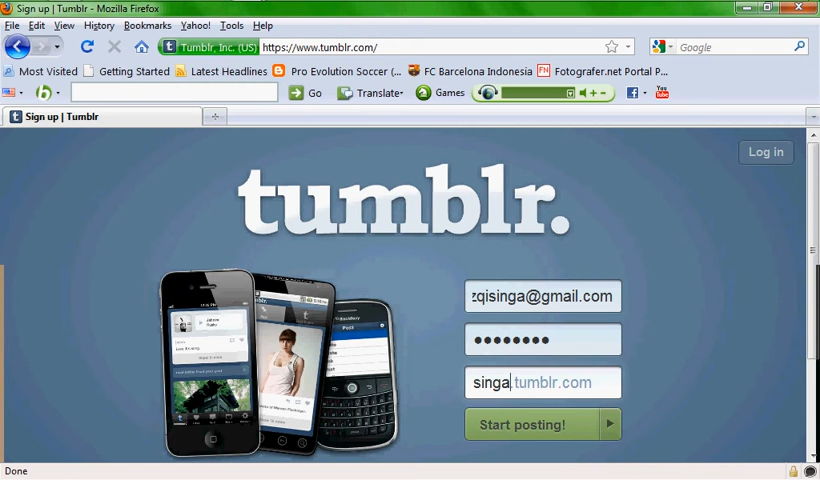 Sign up | Tumblr - Mozilla Firefox
File Edit View History Bookmarks Yahoo! Tools Help
Tumblr, Inc. (US) https://www.tumblr.com/ Google
Most Visited Getting Started Latest Headlines Pro Evolution Soccer (... FC Barcelona Indonesia Fotografer.net Portal P...
Go Translate Games
Sign up | Tumblr
Log in
tumblr.
zqisinga@gmail.com
singa.tumblr.com
Start posting!
Done